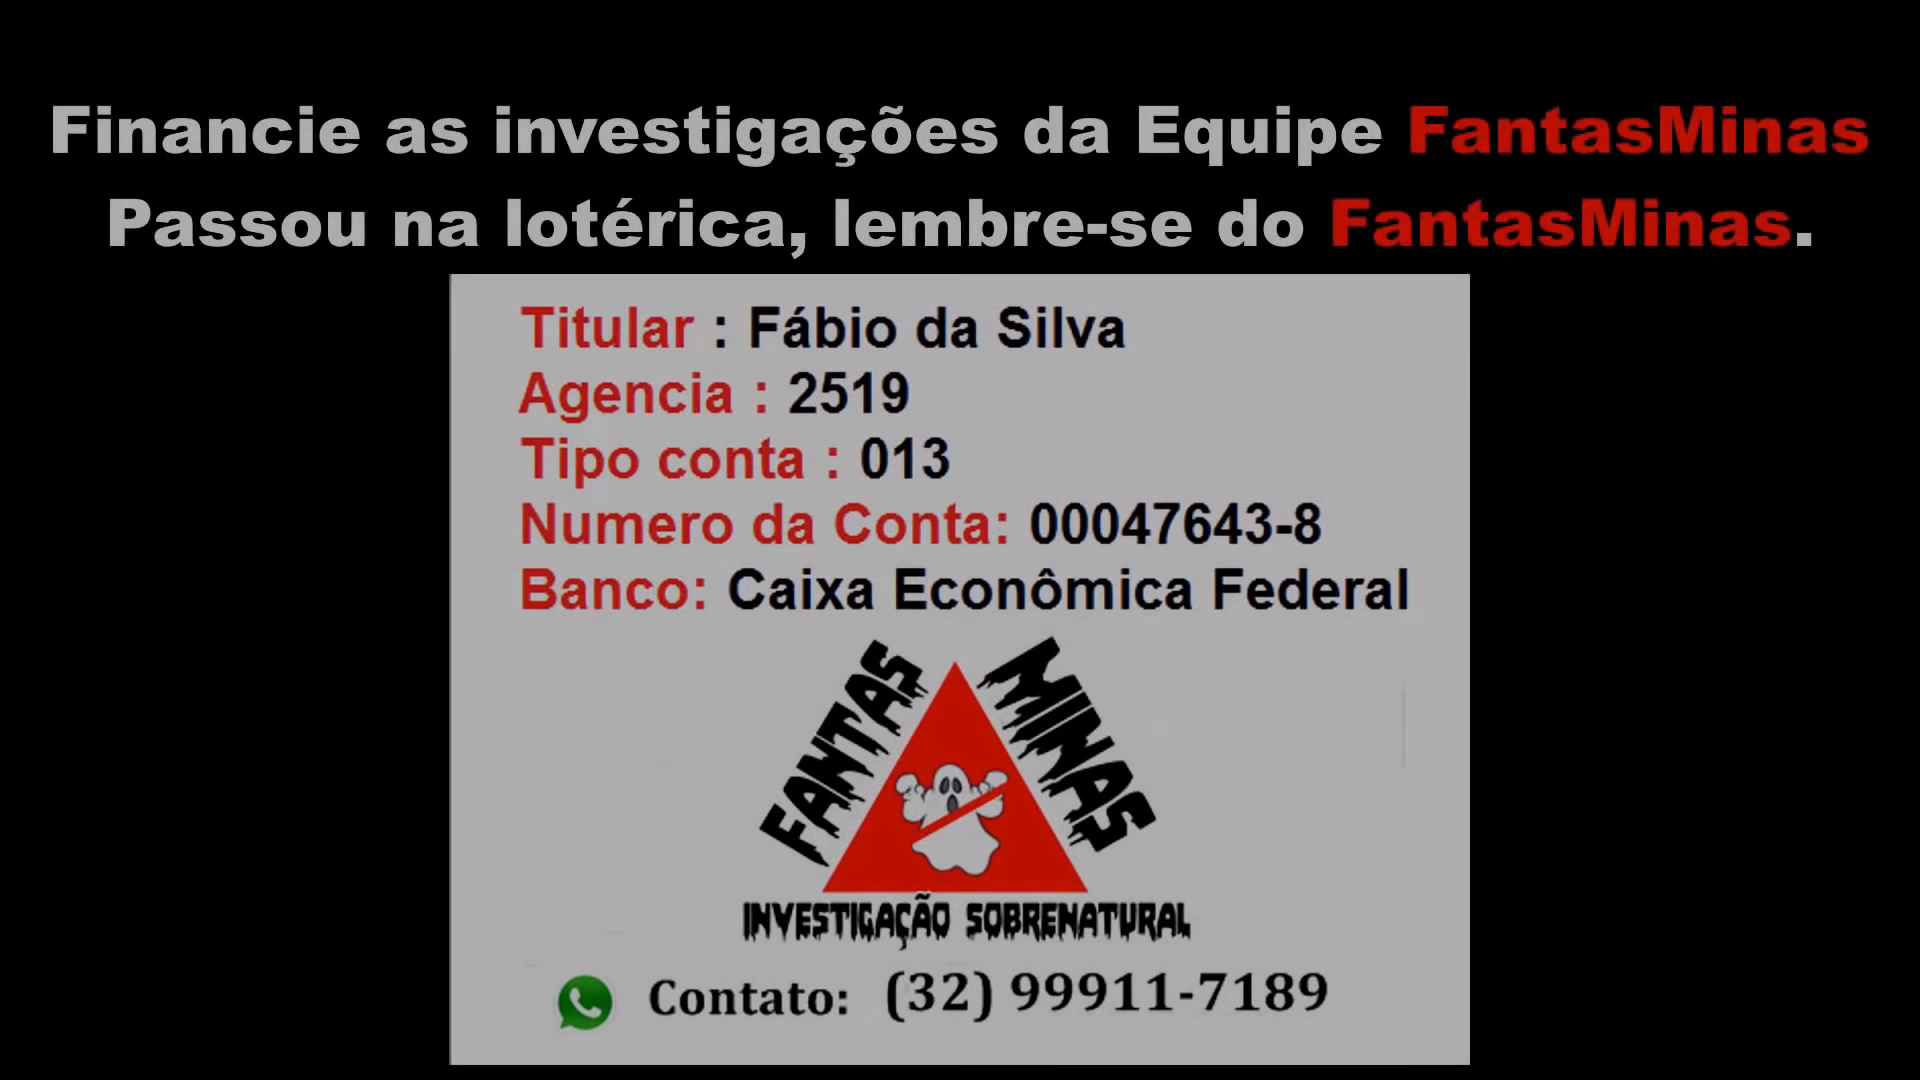 Financie as investigações da Equipe FantasMinas
Passou na lotérica, lembre-se do FantasMinas.
Titular : Fábio da Silva
Agencia : 2519
Tipo conta : 013
Numero da Conta: 00047643-8
Banco: Caixa Econômica Federal
FANTAS MINAS
INVESTIGAÇÃO SOBRENATURAL
Contato: (32) 99911-7189